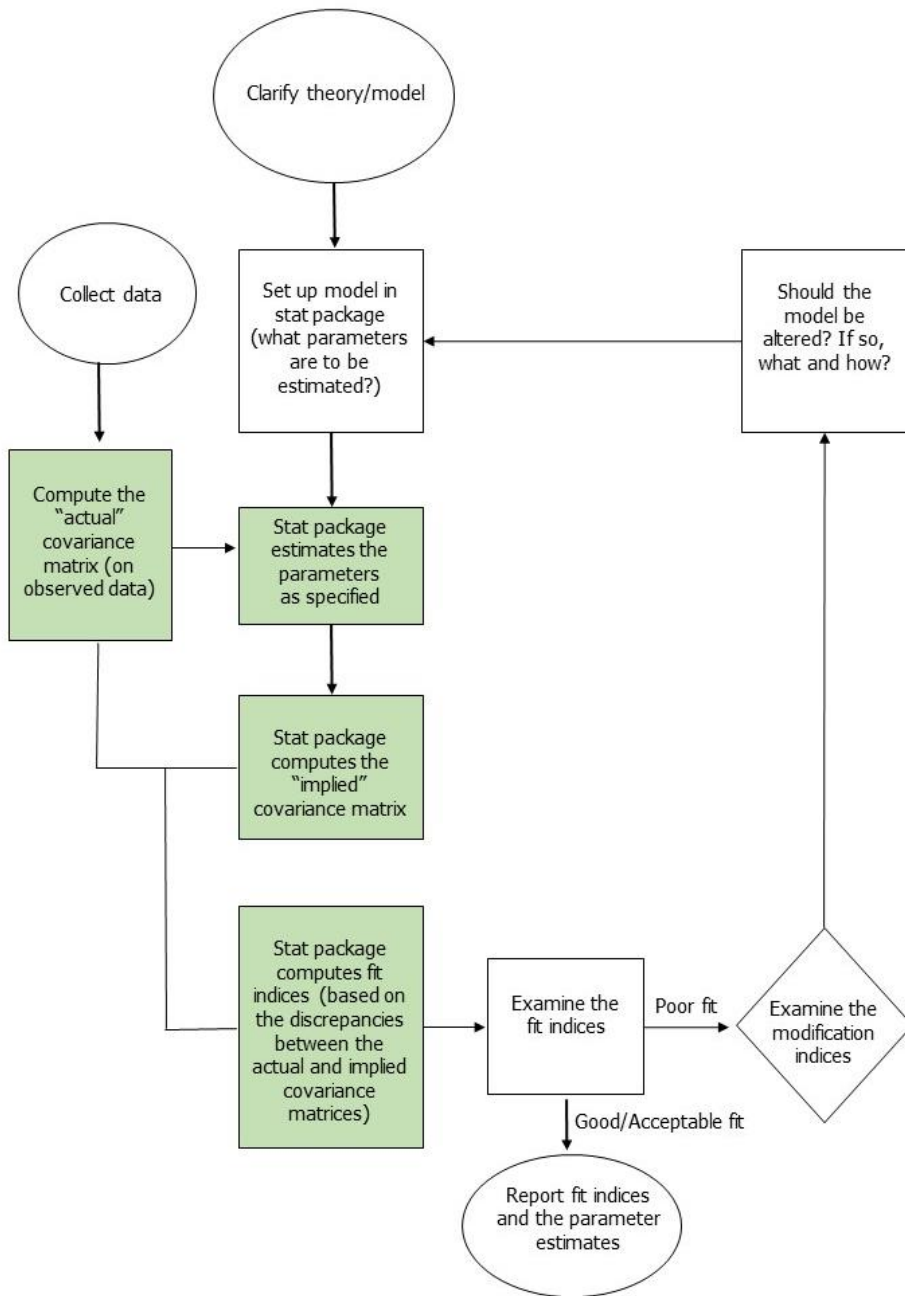 Clarify theory/model
Collect data
Set up model in
stat package
(what parameters
are to be
estimated?)
Should the
model be
altered? If so,
what and how?
Compute the
“actual”
covariance
matrix (on
observed data)
Stat package
estimates the
parameters
as specified
Stat package
computes the
“implied”
covariance matrix
Stat package
computes fit
indices (based on
the discrepancies
between the
actual and implied
covariance
matrices)
Examine the
fit indices
Poor fit
Examine the
modification
indices
Good/Acceptable fit
Report fit indices
and the parameter
estimates